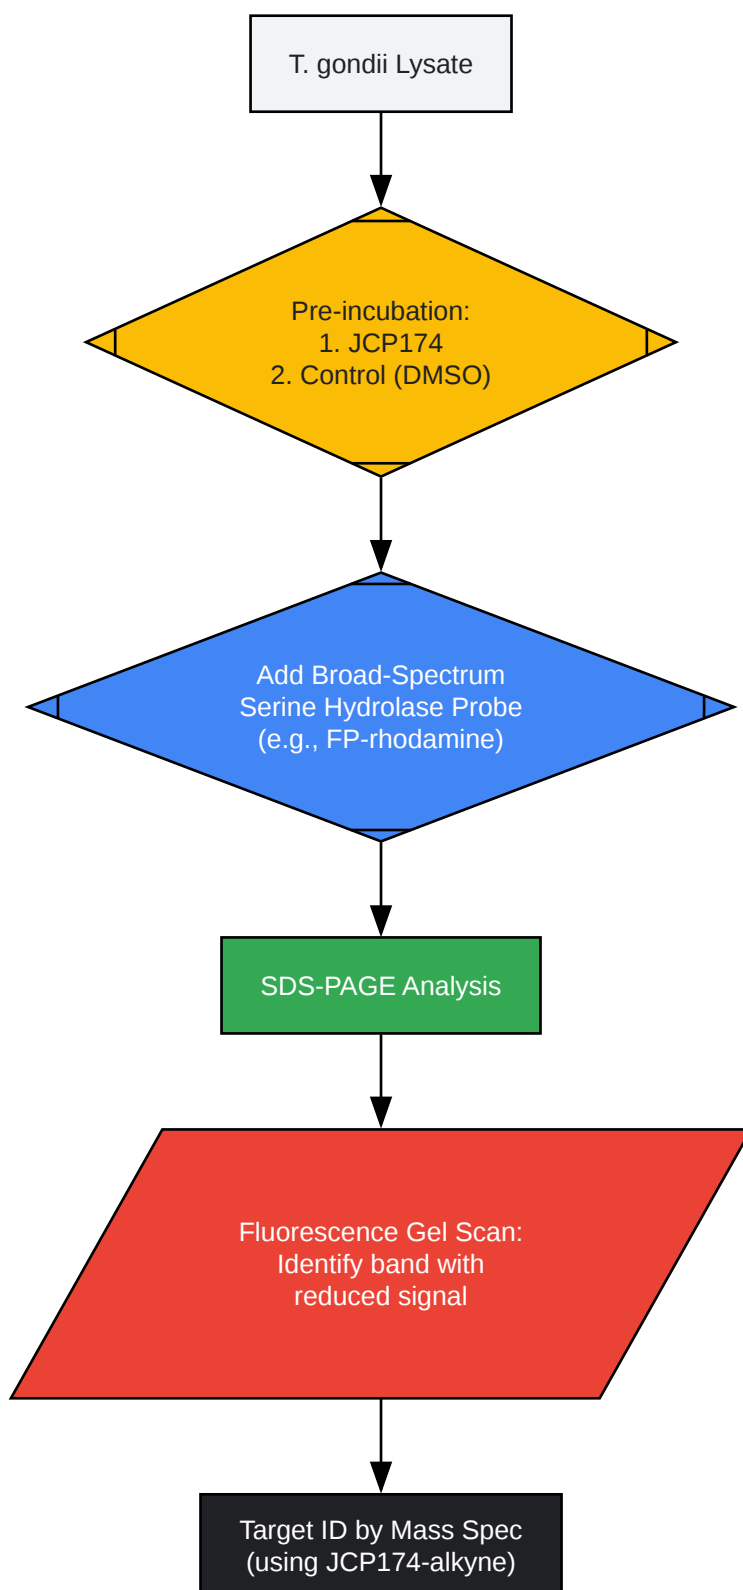 T. gondii Lysate
Pre-incubation:
1. JCP174
2. Control (DMSO)
Add Broad-Spectrum
Serine Hydrolase Probe
(e.g., FP-rhodamine)
SDS-PAGE Analysis
Fluorescence Gel Scan:
Identify band with
reduced signal
Target ID by Mass Spec
(using JCP174-alkyne)